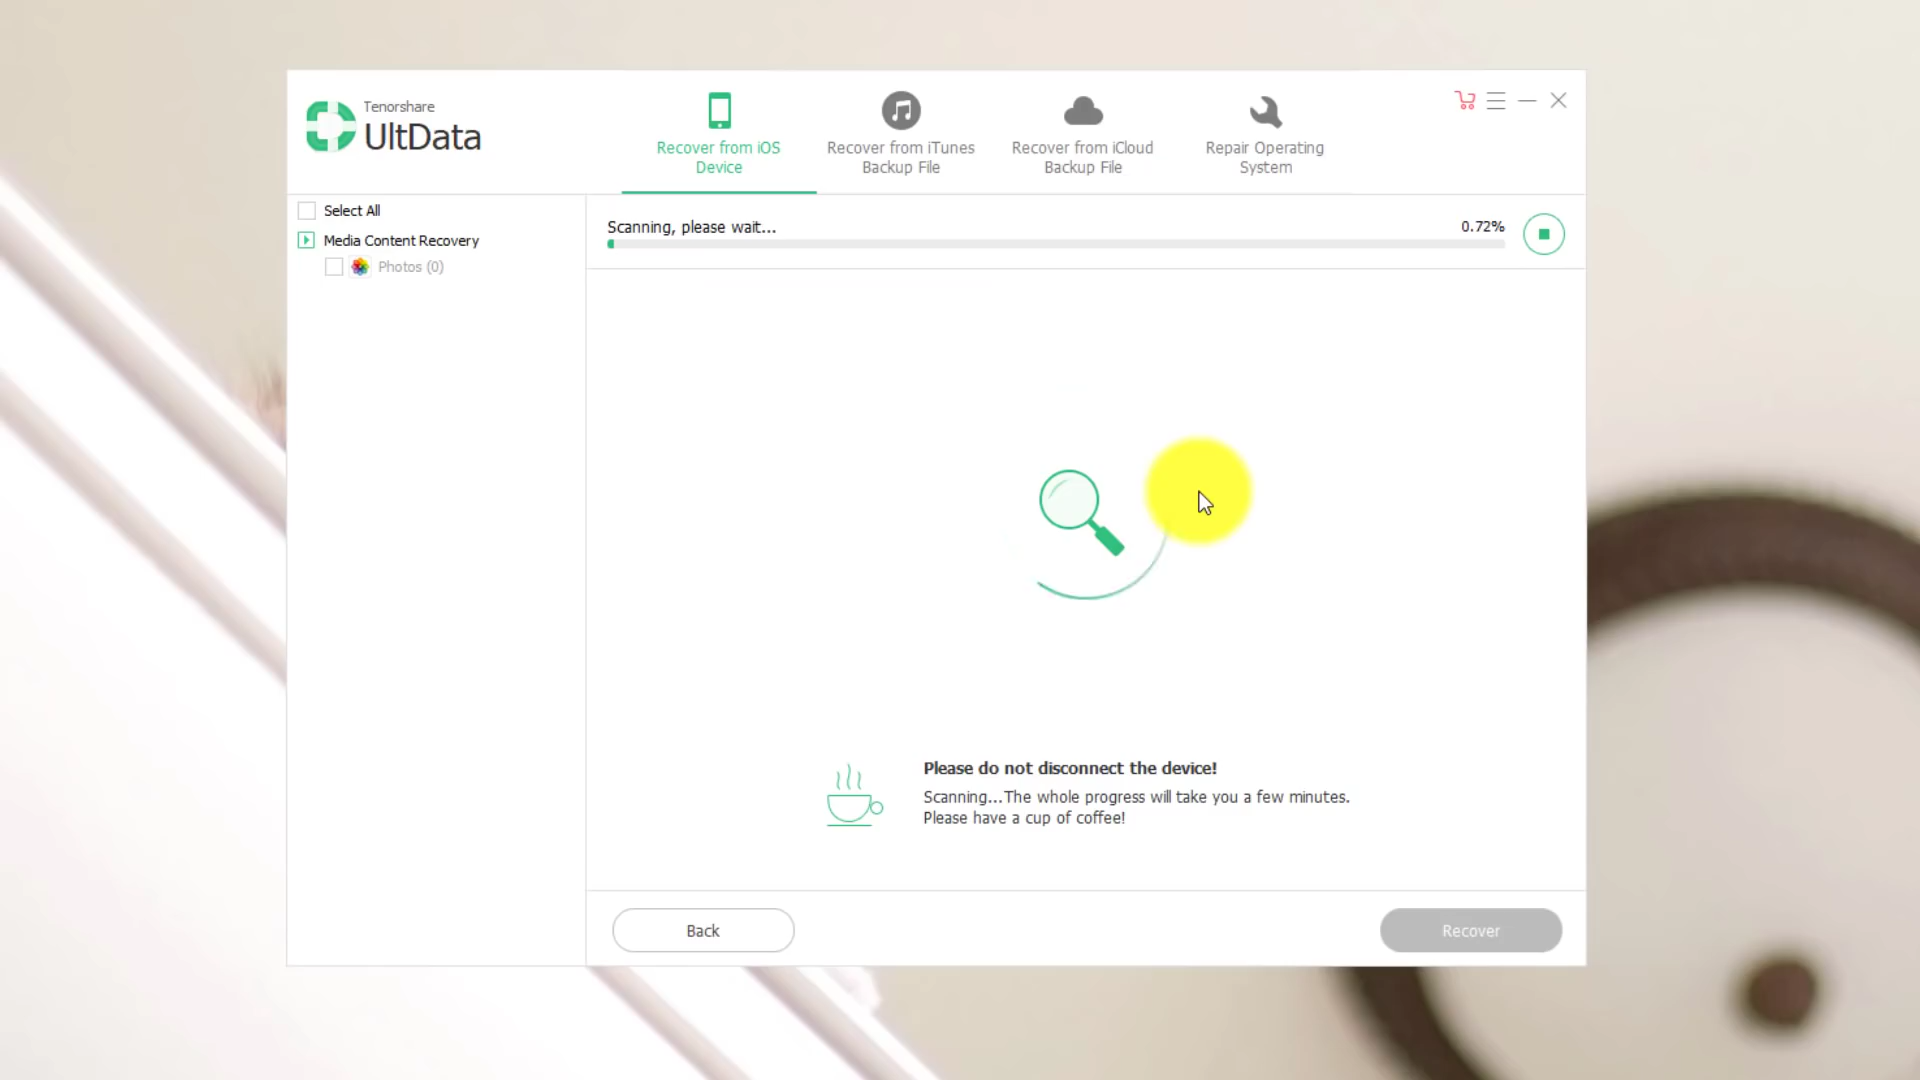 Tenorshare
UltData
Recover from iOS
Device
Recover from iTunes
Backup File
Recover from iCloud
Backup File
Repair Operating
System
Select All
Media Content Recovery
Photos (0)
Scanning, please wait...
0.72%
Please do not disconnect the device!
Scanning...The whole progress will take you a few minutes.
Please have a cup of coffee!
Back
Recover